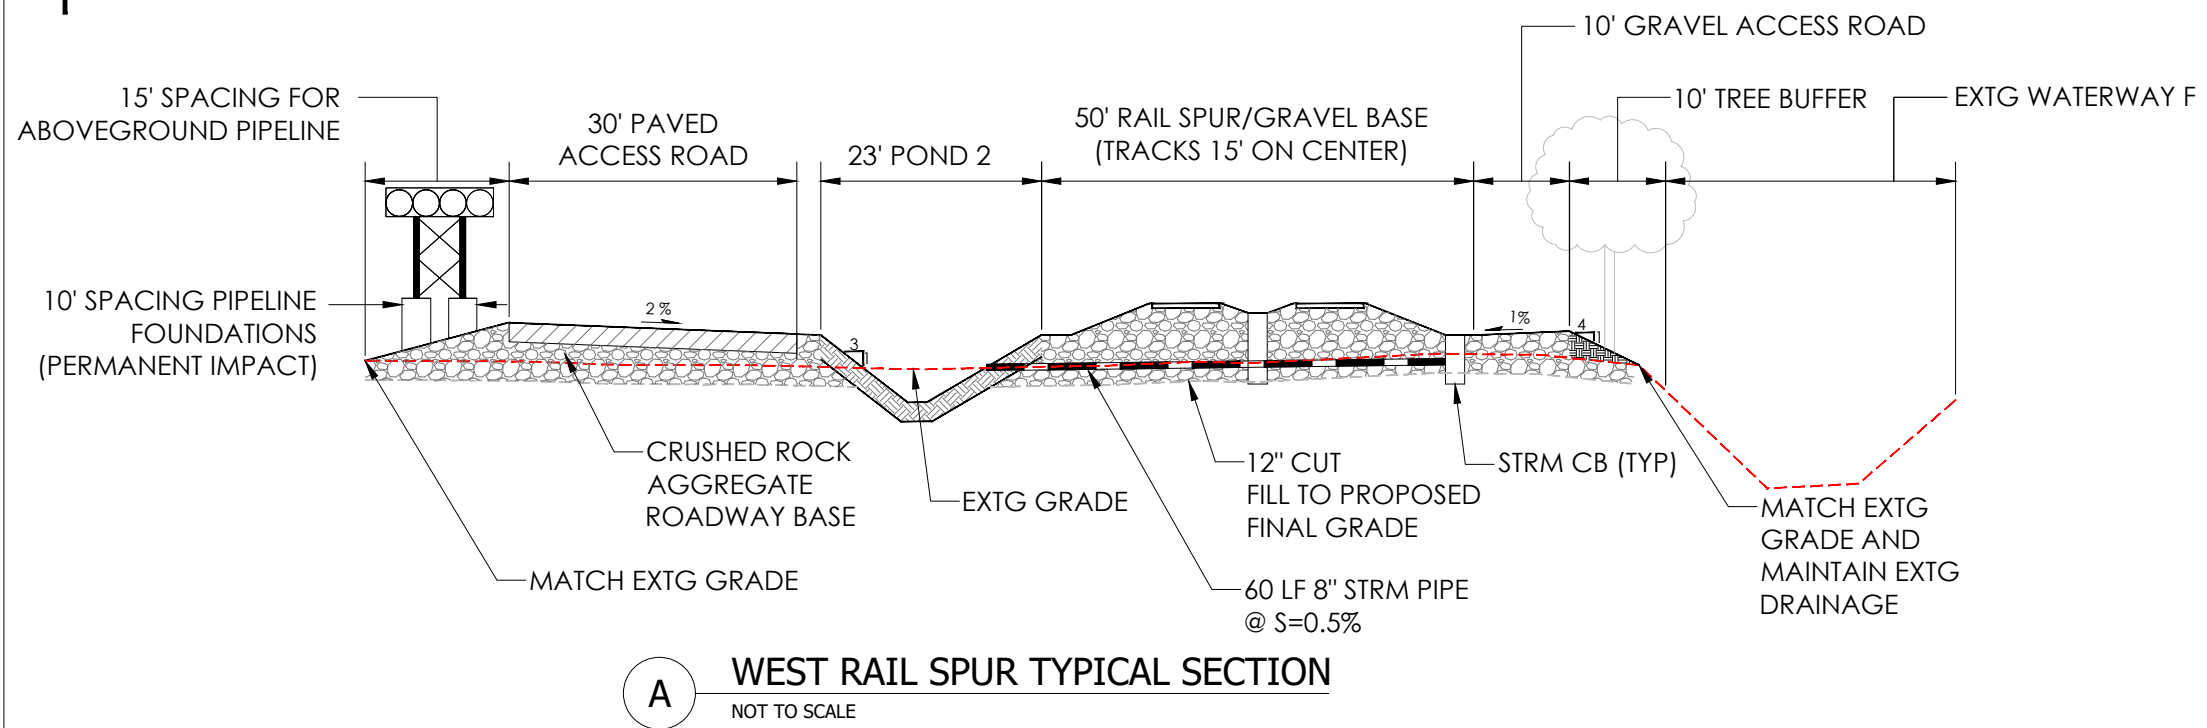 10' GRAVEL ACCESS ROAD
15' SPACING FOR
ABOVEGROUND PIPELINE
30' PAVED
ACCESS ROAD
23' POND 2
50' RAIL SPUR/GRAVEL BASE
(TRACKS 15' ON CENTER)
10' TREE BUFFER
EXTG WATERWAY F
10' SPACING PIPELINE
FOUNDATIONS
(PERMANENT IMPACT)
2%
3
1
1%
4
1
CRUSHED ROCK
AGGREGATE
ROADWAY BASE
EXTG GRADE
12" CUT
FILL TO PROPOSED
FINAL GRADE
STRM CB (TYP)
MATCH EXTG
GRADE AND
MAINTAIN EXTG
DRAINAGE
MATCH EXTG GRADE
60 LF 8" STRM PIPE
@ S=0.5%
A
WEST RAIL SPUR TYPICAL SECTION
NOT TO SCALE